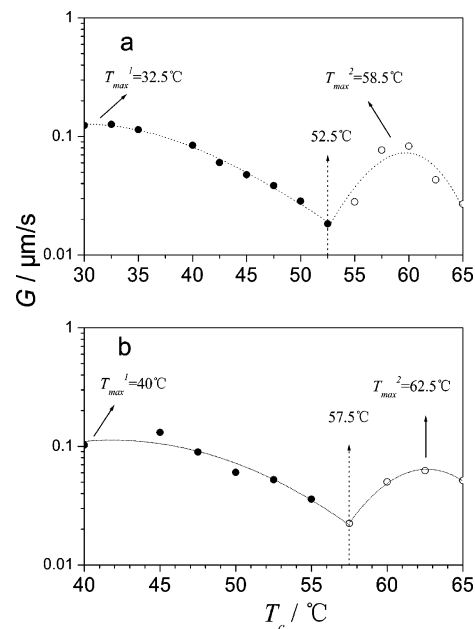 1
a
T_max^1=32.5℃
T_max^2=58.5℃
52.5℃
0.1
0.01
30 35 40 45 50 55 60 65
G / μm/s
1
b
T_max^1=40℃
T_max^2=62.5℃
57.5℃
0.1
0.01
40 45 50 55 60 65
T_c / ℃